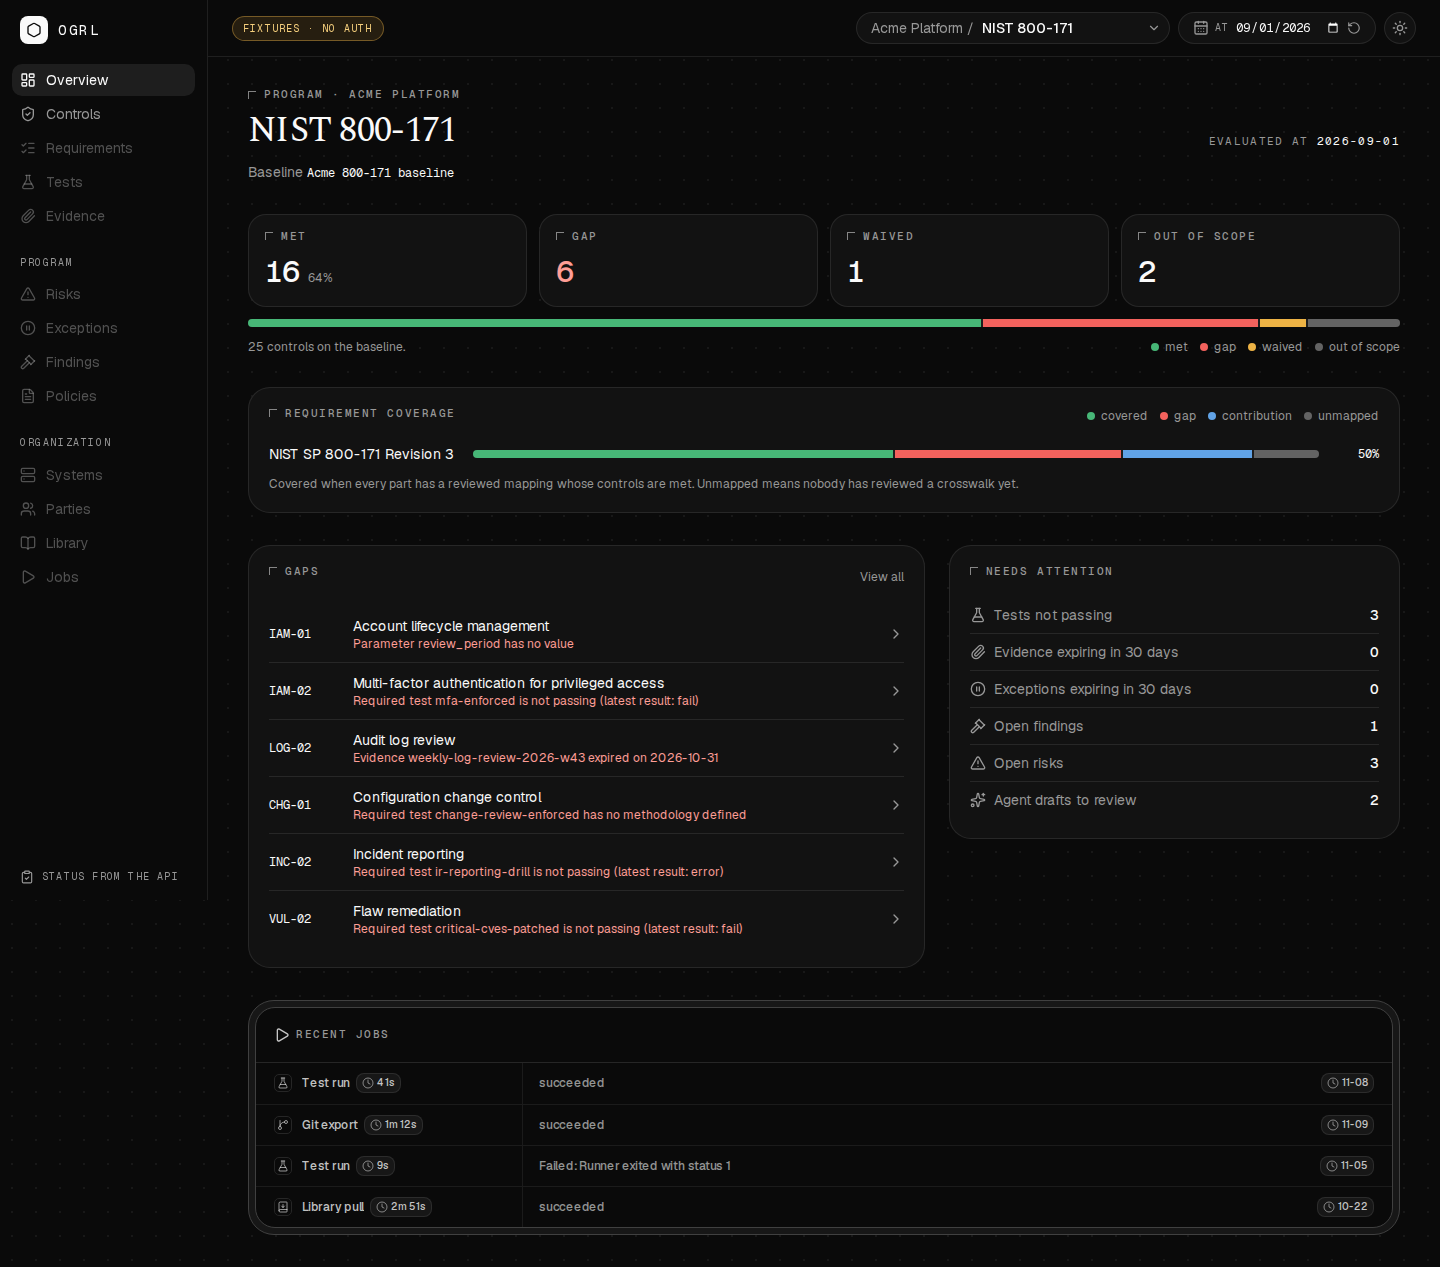 OGRL
FIXTURES · NO AUTH
Acme Platform / NIST 800-171
AT 09/01/2026
Overview
Controls
Requirements
Tests
Evidence
PROGRAM
Risks
Exceptions
Findings
Policies
ORGANIZATION
Systems
Parties
Library
Jobs
STATUS FROM THE API
PROGRAM · ACME PLATFORM
NIST 800-171
Baseline Acme 800-171 baseline
EVALUATED AT 2026-09-01
MET
16 64%
GAP
6
WAIVED
1
OUT OF SCOPE
2
25 controls on the baseline.
met gap waived out of scope
REQUIREMENT COVERAGE
covered gap contribution unmapped
NIST SP 800-171 Revision 3 50%
Covered when every part has a reviewed mapping whose controls are met. Unmapped means nobody has reviewed a crosswalk yet.
GAPS
View all
IAM-01 Account lifecycle management
Parameter review_period has no value
IAM-02 Multi-factor authentication for privileged access
Required test mfa-enforced is not passing (latest result: fail)
LOG-02 Audit log review
Evidence weekly-log-review-2026-w43 expired on 2026-10-31
CHG-01 Configuration change control
Required test change-review-enforced has no methodology defined
INC-02 Incident reporting
Required test ir-reporting-drill is not passing (latest result: error)
VUL-02 Flaw remediation
Required test critical-cves-patched is not passing (latest result: fail)
NEEDS ATTENTION
Tests not passing 3
Evidence expiring in 30 days 0
Exceptions expiring in 30 days 0
Open findings 1
Open risks 3
Agent drafts to review 2
RECENT JOBS
Test run 41s succeeded 11-08
Git export 1m 12s succeeded 11-09
Test run 9s Failed: Runner exited with status 1 11-05
Library pull 2m 51s succeeded 10-22